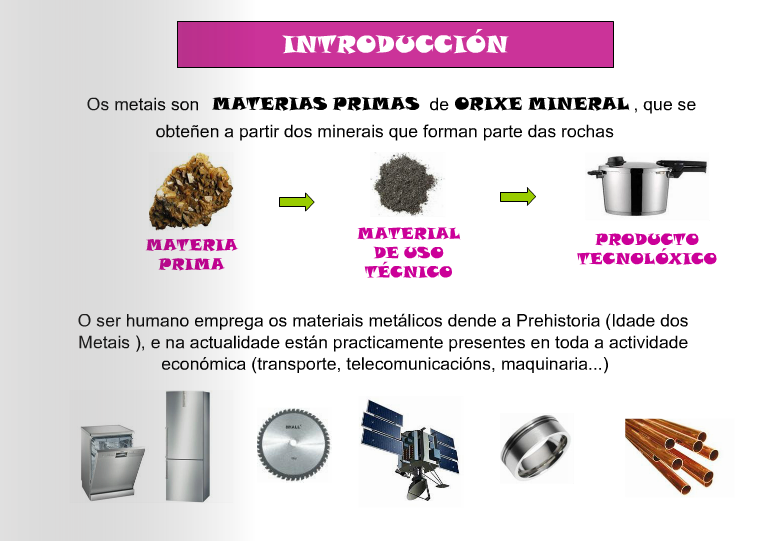 INTRODUCCIÓN
Os metais son MATERIAS PRIMAS de ORIXE MINERAL , que se
obteñen a partir dos minerais que forman parte das rochas
MATERIA
PRIMA
MATERIAL
DE USO
TÉCNICO
PRODUCTO
TECNOLÓXICO
O ser humano emprega os materiais metálicos dende a Prehistoria (Idade dos
Metais ), e na actualidade están practicamente presentes en toda a actividade
económica (transporte, telecomunicacións, maquinaria...)